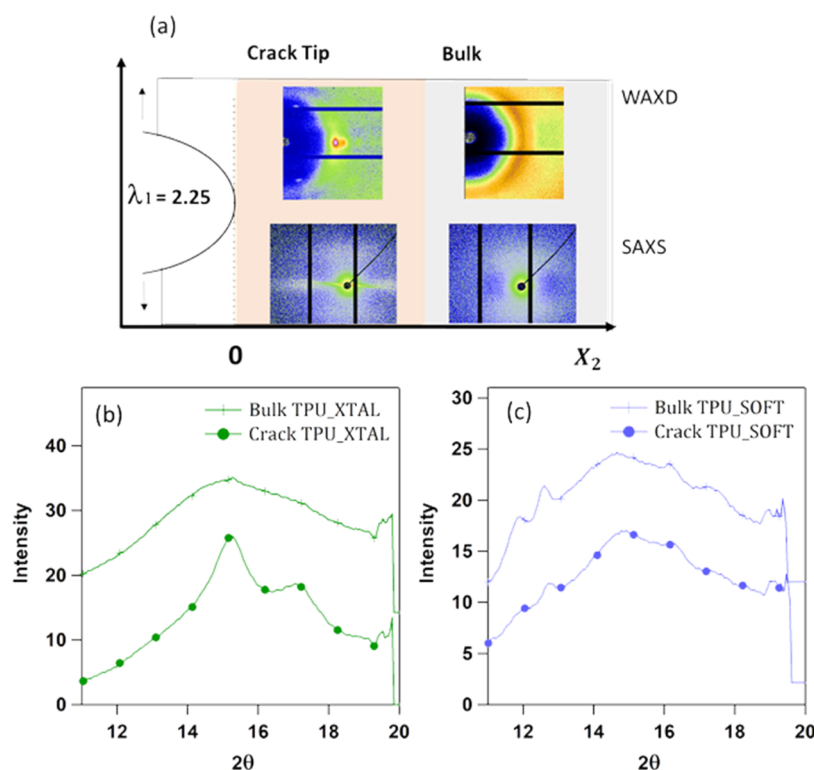 (a)
Crack Tip Bulk
WAXD
λ1 = 2.25
SAXS
0 X2
(b)
Bulk TPU_XTAL
Crack TPU_XTAL
Intensity
40
30
20
10
0
12 14 16 18 20
2θ
(c)
Bulk TPU_SOFT
Crack TPU_SOFT
Intensity
30
25
20
15
10
5
0
12 14 16 18 20
2θ